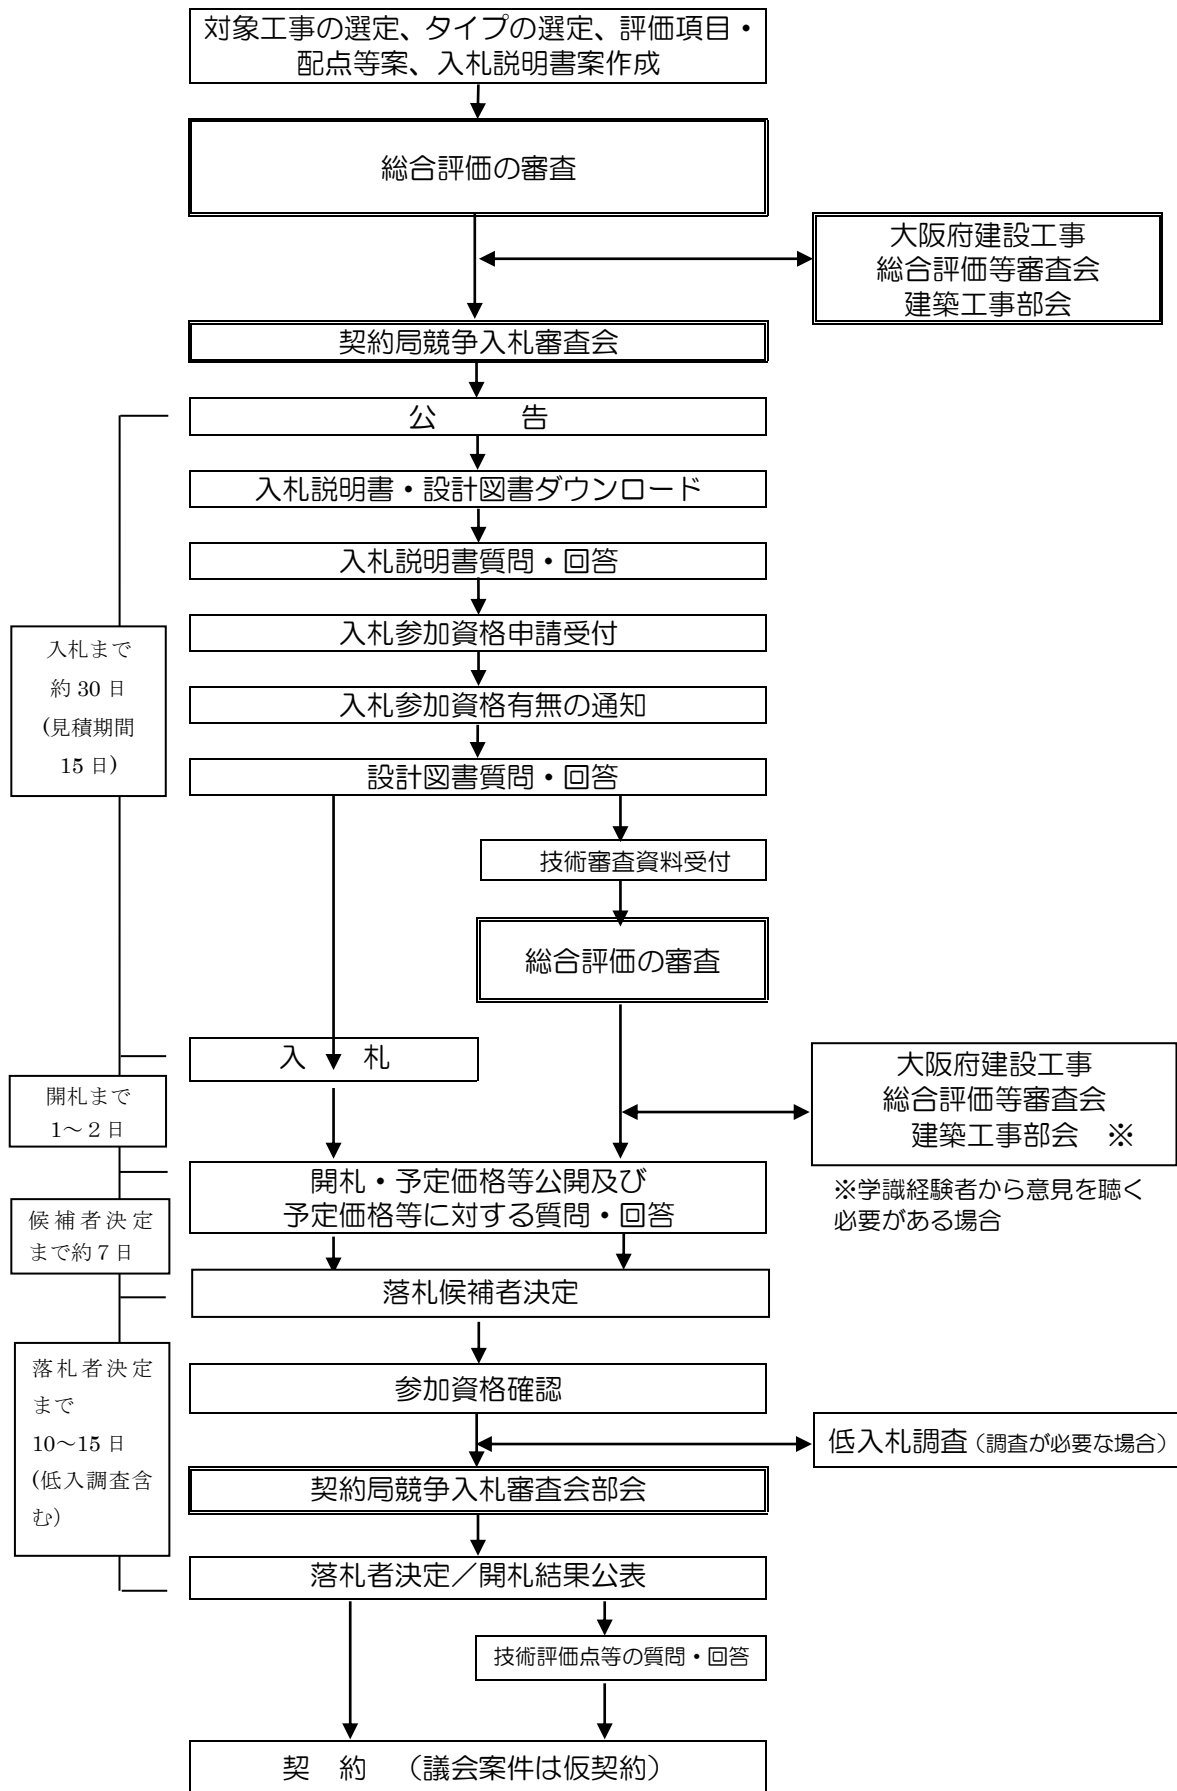 対象工事の選定、タイプの選定、評価項目・
配点等案、入札説明書案作成
総合評価の審査
大阪府建設工事
総合評価等審査会
建築工事部会
契約局競争入札審査会
公　　　告
入札説明書・設計図書ダウンロード
入札説明書質問・回答
入札参加資格申請受付
入札参加資格有無の通知
設計図書質問・回答
入札まで
約 30 日
(見積期間
15 日)
技術審査資料受付
総合評価の審査
入　　札
大阪府建設工事
総合評価等審査会
建築工事部会　※
※学識経験者から意見を聴く
必要がある場合
開札まで
1～2 日
開札・予定価格等公開及び
予定価格等に対する質問・回答
候補者決定
まで約７日
落札候補者決定
参加資格確認
低入札調査（調査が必要な場合）
落札者決定
まで
10～15 日
(低入調査含
む)
契約局競争入札審査会部会
落札者決定／開札結果公表
技術評価点等の質問・回答
契　約　（議会案件は仮契約）